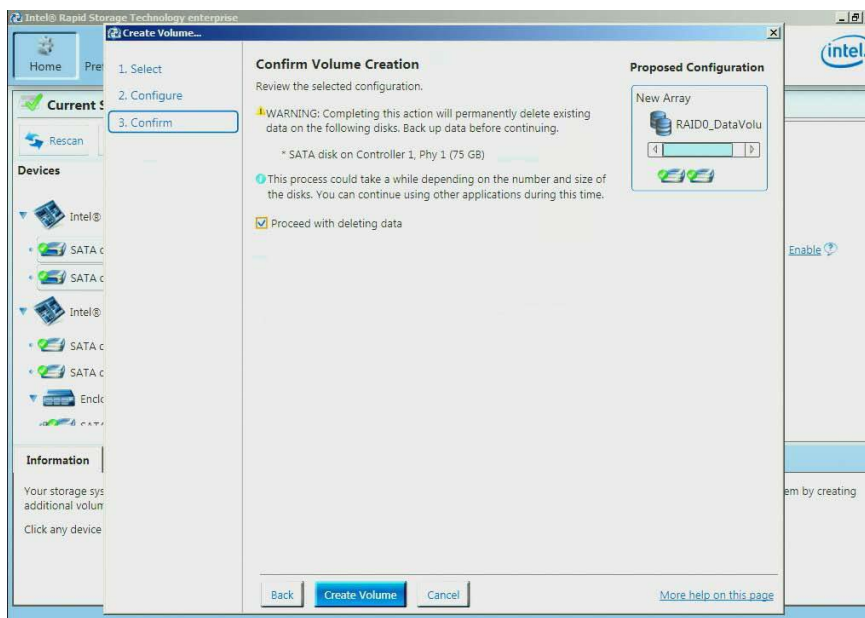 Intel® Rapid Storage Technology enterprise
Create Volume...
Home
intel
Current
Rescan
Devices
Intel®
SATA
SATA
Intel®
SATA
SATA
Enable
Information
Your storage
em by creating
additional
Click any device
1. Select
2. Configure
3. Confirm
Confirm Volume Creation
Review the selected configuration.
WARNING: Completing this action will permanently delete existing
data on the following disks. Back up data before continuing.
* SATA disk on Controller 1, Phy 1 (75 GB)
This process could take a while depending on the number and size of
the disks. You can continue using other applications during this time.
Proceed with deleting data
Proposed Configuration
New Array
RAID0_DataVolu
Back
Create Volume
Cancel
More help on this page